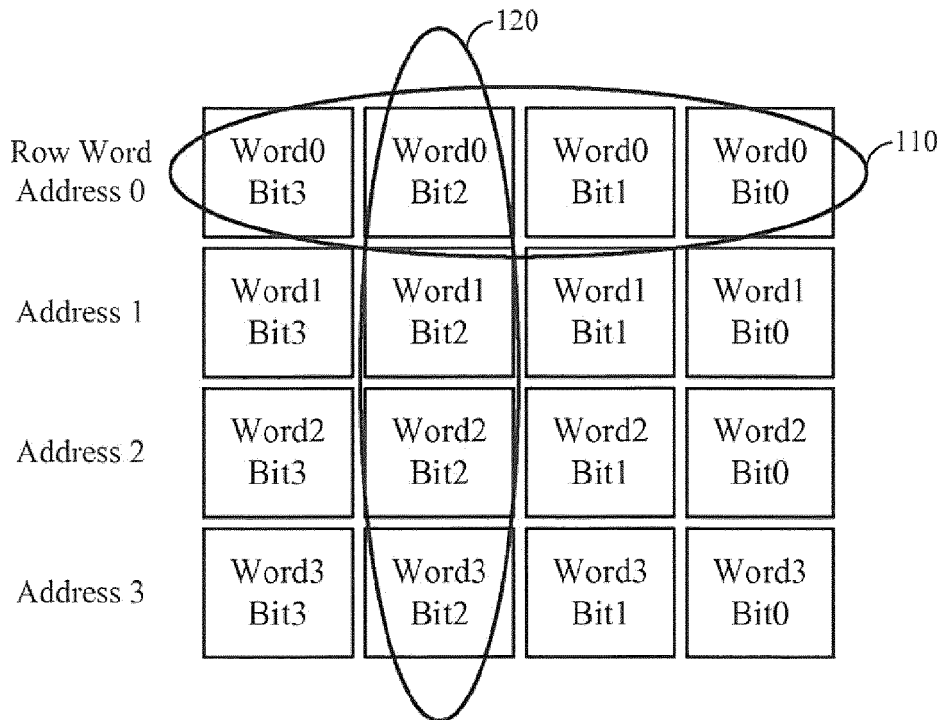 120
110
Row Word
Address 0
Word0
Bit3
Word0
Bit2
Word0
Bit1
Word0
Bit0
Address 1
Word1
Bit3
Word1
Bit2
Word1
Bit1
Word1
Bit0
Address 2
Word2
Bit3
Word2
Bit2
Word2
Bit1
Word2
Bit0
Address 3
Word3
Bit3
Word3
Bit2
Word3
Bit1
Word3
Bit0